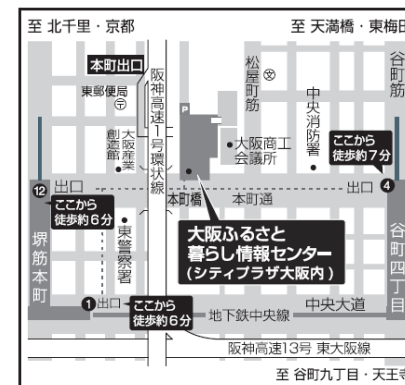 至 北千里・京都
至 天満橋・東梅田
本町出口
東郵便局
阪神高速1号環状線
松屋町筋
谷町筋
P
大阪産業
創造館
大阪商工
会議所
中央消防署
ここから
徒歩約7分
⑫
出口
ここから
徒歩約6分
本町橋
本町通
出口
④
堺筋本町
東警察署
大阪ふるさと
暮らし情報センター
(シティプラザ大阪内)
谷町四丁目
①出口
ここから
徒歩約6分
地下鉄中央線
中央大通
阪神高速13号 東大阪線
至 谷町九丁目・天王寺